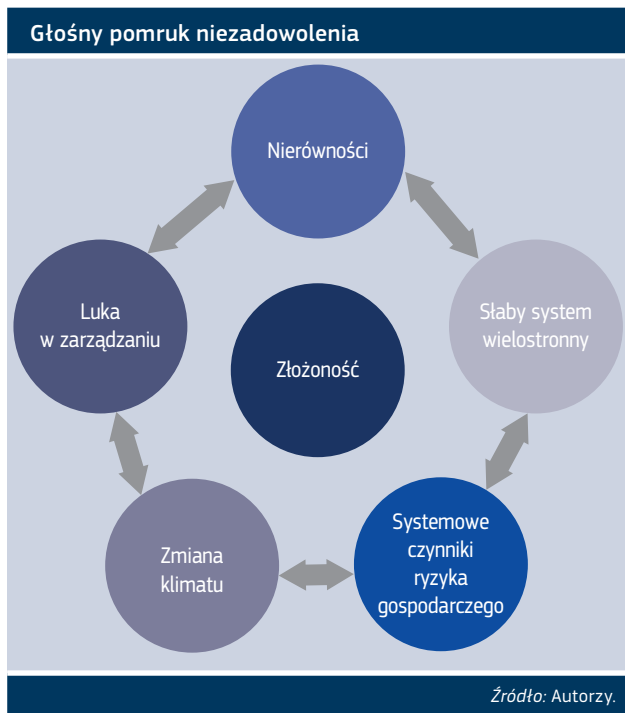 Głośny pomruk niezadowolenia
Nierówności
Luka
w zarządzaniu
Słaby system
wielostronny
Złożoność
Zmiana
klimatu
Systemowe
czynniki
ryzyka
gospodarczego
Źródło: Autorzy.